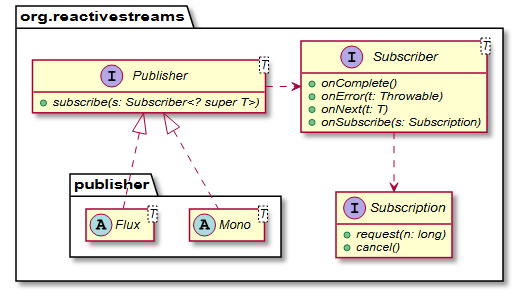 org.reactivestreams
I Publisher T
subscribe(s: Subscriber<? super T>)
I Subscriber T
onComplete()
onError(t: Throwable)
onNext(t: T)
onSubscribe(s: Subscription)
publisher
A Flux T
A Mono T
I Subscription
request(n: long)
cancel()